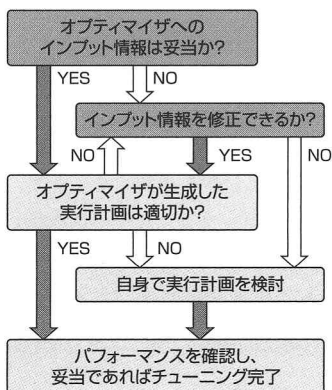 オプティマイザへの
インプット情報は妥当か?
YES
NO
インプット情報を修正できるか?
NO
YES
NO
オプティマイザが生成した
実行計画は適切か?
YES
NO
自身で実行計画を検討
パフォーマンスを確認し、
妥当であればチューニング完了